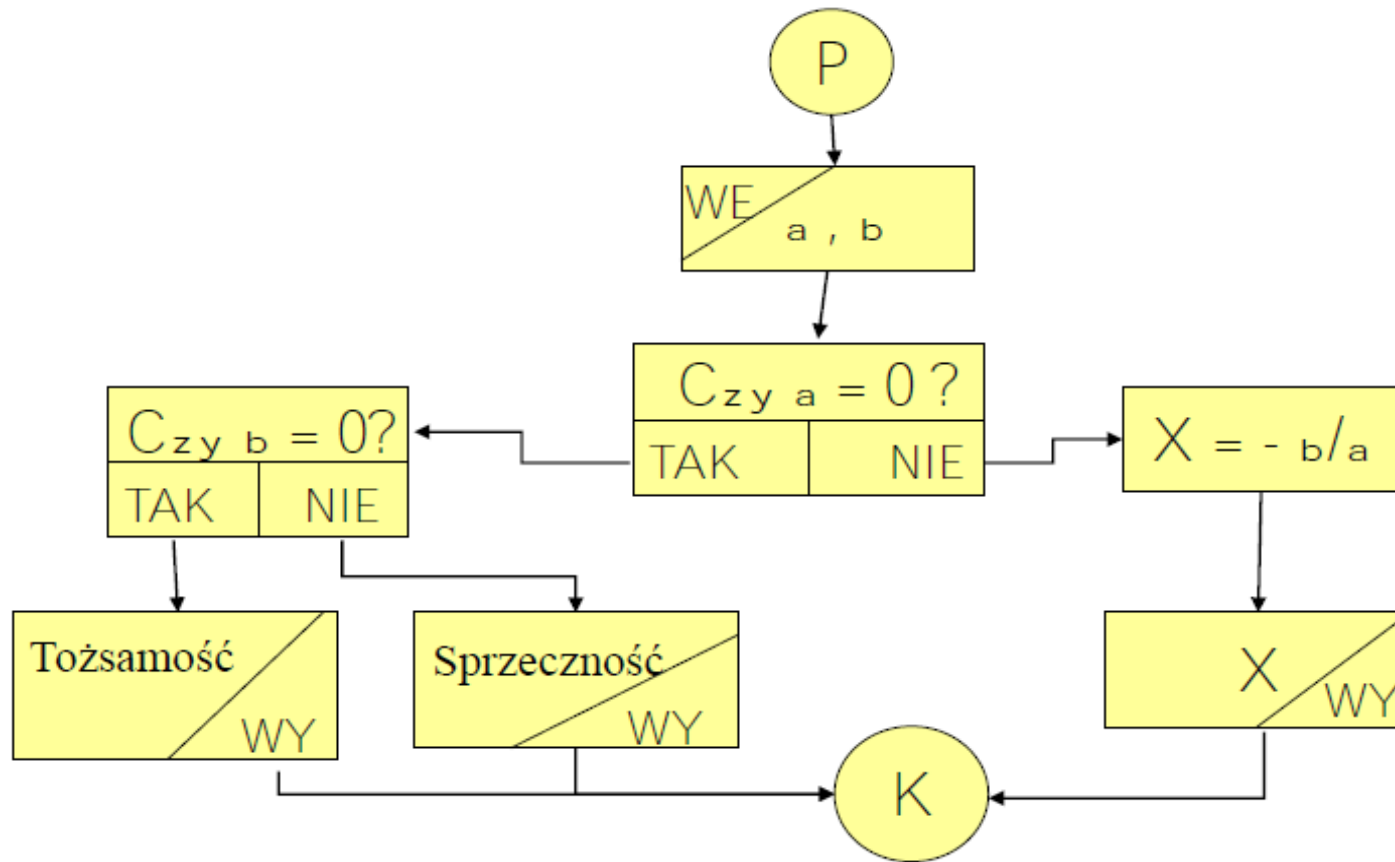 P
WE
a , b
Czy a = 0 ?
TAK NIE
Czy b = 0?
TAK NIE
X = - b/a
Tożsamość
WY
Sprzeczność
WY
X
WY
K